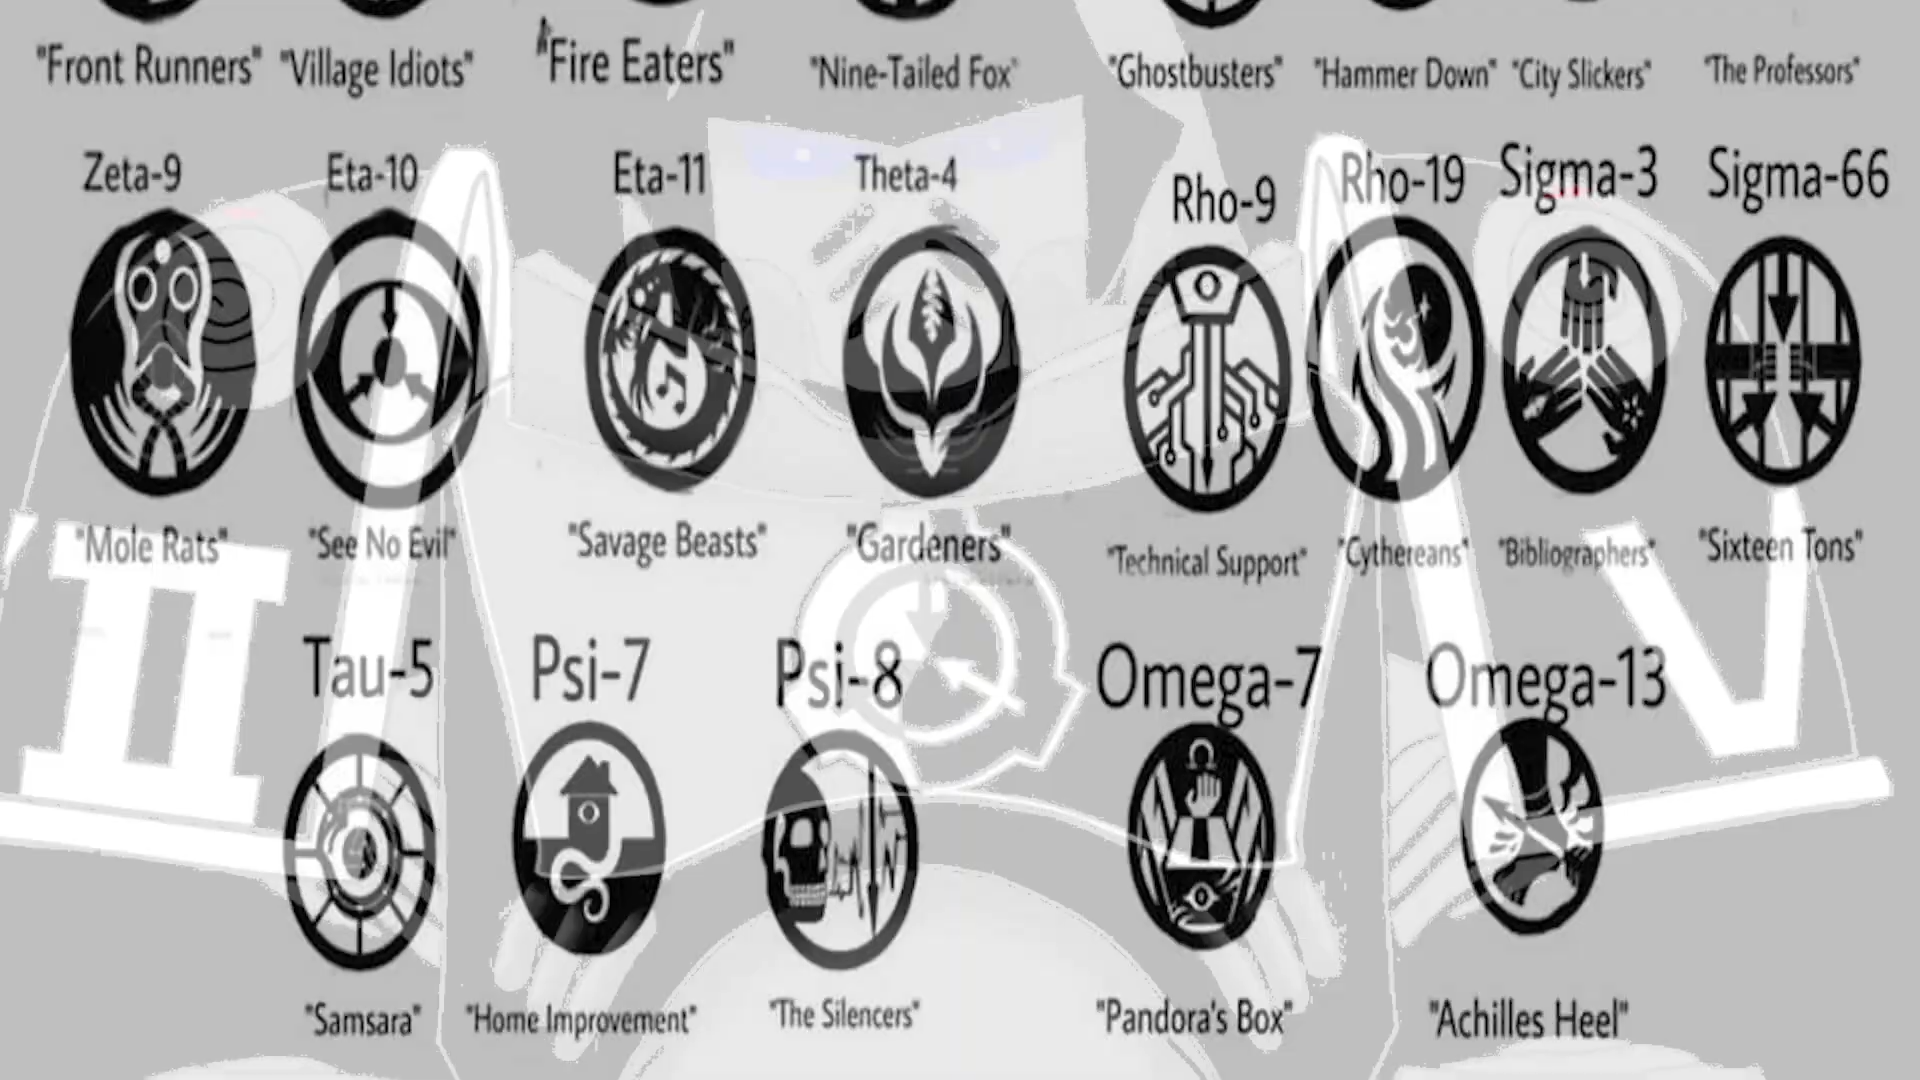 "Front Runners" "Village Idiots" "Fire Eaters" "Nine-Tailed Fox" "Ghostbusters" "Hammer Down" "City Slickers" "The Professors"
Zeta-9 Eta-10 Eta-11 Theta-4 Rho-9 Rho-19 Sigma-3 Sigma-66
"Mole Rats" "See No Evil" "Savage Beasts" "Gardeners" "Technical Support" "Cythereans" "Bibliographers" "Sixteen Tons"
II V
Tau-5 Psi-7 Psi-8 Omega-7 Omega-13
Ω
"Samsara" "Home Improvement" "The Silencers" "Pandora's Box" "Achilles Heel"